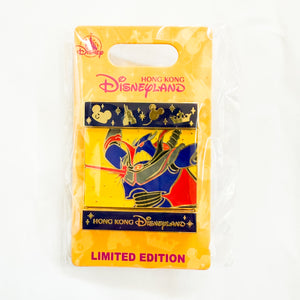 Disney
HONG KONG
Disneyland
HONG KONG Disneyland
LIMITED EDITION